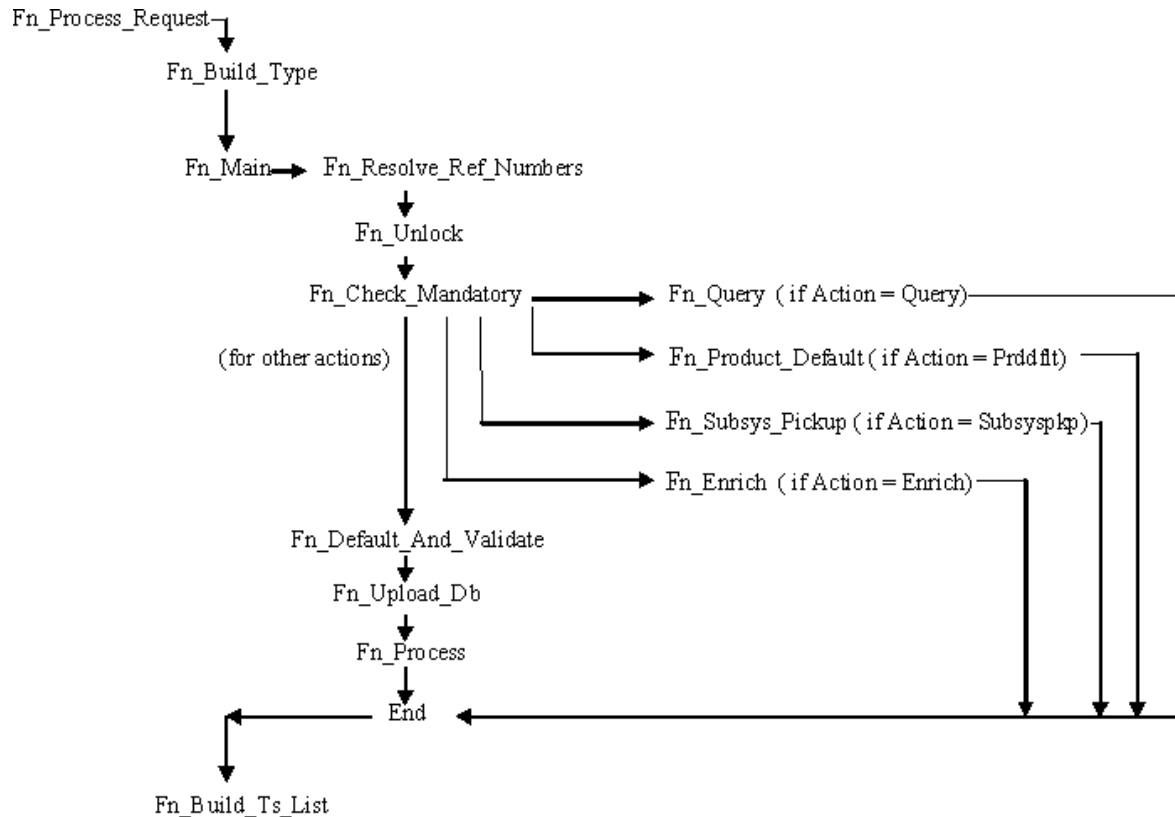 Fn_Process_Request
Fn_Build_Type
Fn_Main
Fn_Resolve_Ref_Numbers
Fn_Unlock
Fn_Check_Mandatory
Fn_Query ( if Action = Query)
(for other actions)
Fn_Product_Default ( if Action = Prddflt)
Fn_Subsys_Pickup ( if Action = Subsyspkp)
Fn_Enrich ( if Action = Enrich)
Fn_Default_And_Validate
Fn_Upload_Db
Fn_Process
End
Fn_Build_Ts_List